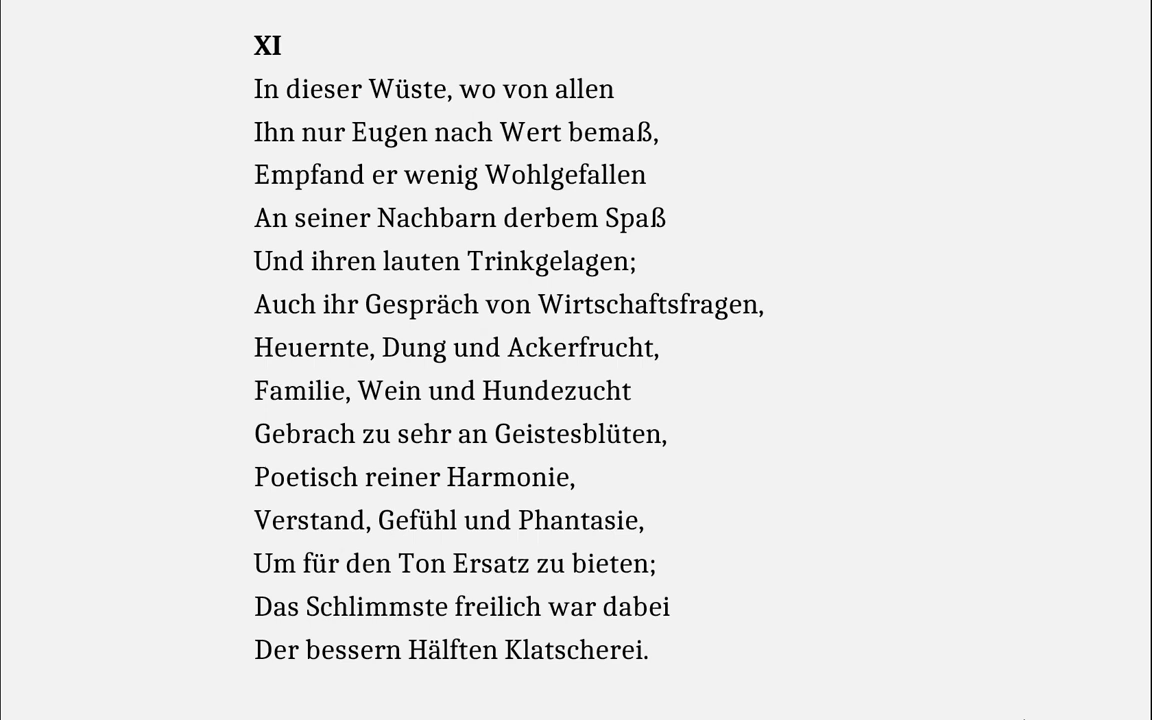 XI
In dieser Wüste, wo von allen
Ihn nur Eugen nach Wert bemaß,
Empfand er wenig Wohlgefallen
An seiner Nachbarn derbem Spaß
Und ihren lauten Trinkgelagen;
Auch ihr Gespräch von Wirtschaftsfragen,
Heuernte, Dung und Ackerfrucht,
Familie, Wein und Hundezucht
Gebrach zu sehr an Geistesblüten,
Poetisch reiner Harmonie,
Verstand, Gefühl und Phantasie,
Um für den Ton Ersatz zu bieten;
Das Schlimmste freilich war dabei
Der bessern Hälften Klatscherei.